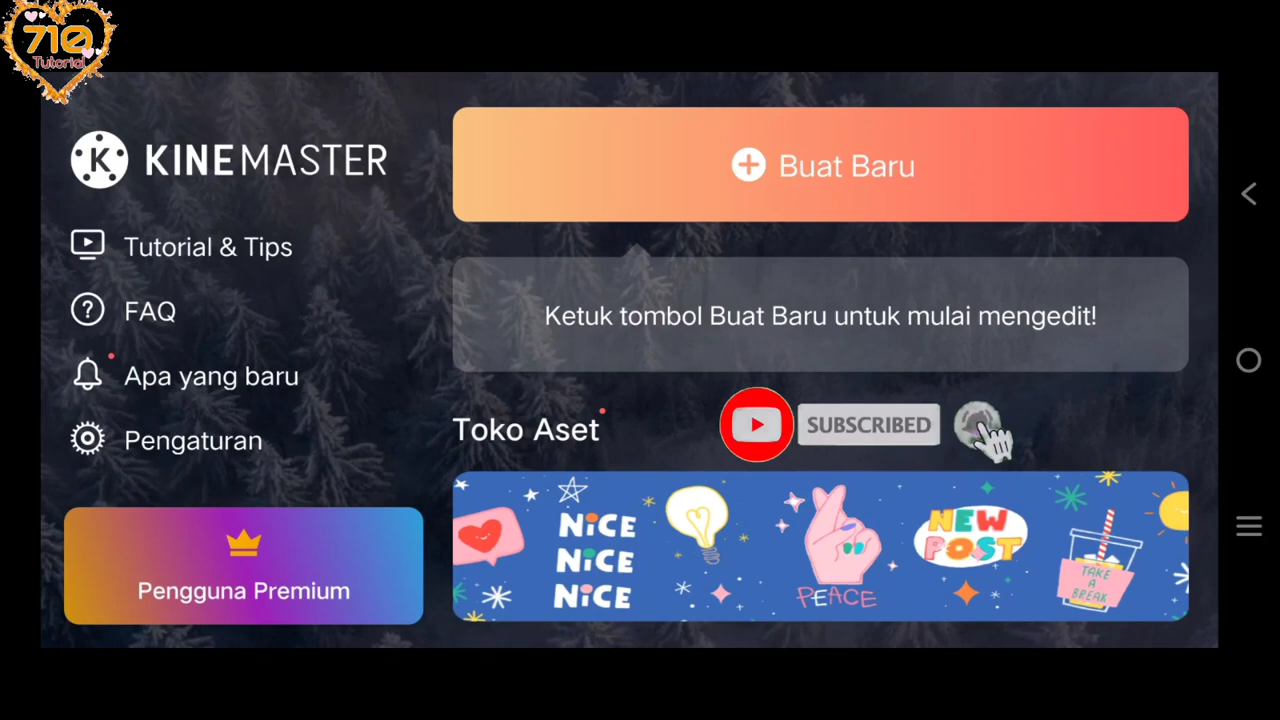 710
Tutorial
KINEMASTER
Tutorial & Tips
FAQ
Apa yang baru
Pengaturan
Pengguna Premium
Buat Baru
Ketuk tombol Buat Baru untuk mulai mengedit!
Toko Aset
SUBSCRIBED
NiCE
NiCE
NiCE
PEACE
NEW
POST
TAKE
A
BREAK